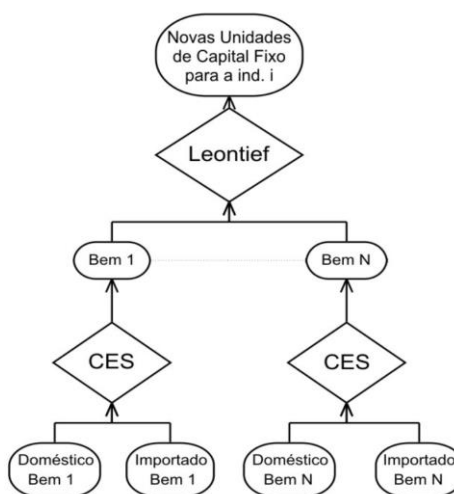 Novas Unidades
de Capital Fixo
para a ind. i
Leontief
Bem 1
Bem N
CES
CES
Doméstico
Bem 1
Importado
Bem 1
Doméstico
Bem N
Importado
Bem N